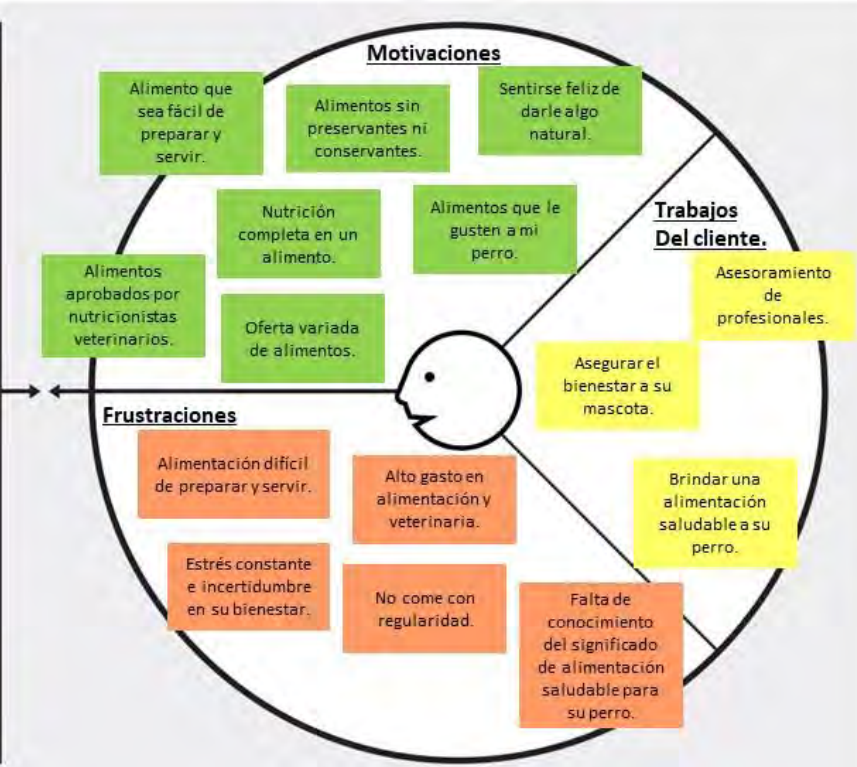 Motivaciones
Alimento que
sea fácil de
preparar y
servir.
Alimentos sin
preservantes ni
conservantes.
Sentirse feliz de
darle algo
natural.
Nutrición
completa en un
alimento.
Alimentos que le
gusten a mi
perro.
Alimentos
aprobados por
nutricionistas
veterinarios.
Oferta variada
de alimentos.
Trabajos
Del cliente.
Asesoramiento
de
profesionales.
Asegurar el
bienestar a su
mascota.
Brindar una
alimentación
saludable a su
perro.
Frustraciones
Alimentación difícil
de preparar y servir.
Alto gasto en
alimentación y
veterinaria.
Estrés constante
e incertidumbre
en su bienestar.
No come con
regularidad.
Falta de
conocimiento
del significado
de alimentación
saludable para
su perro.